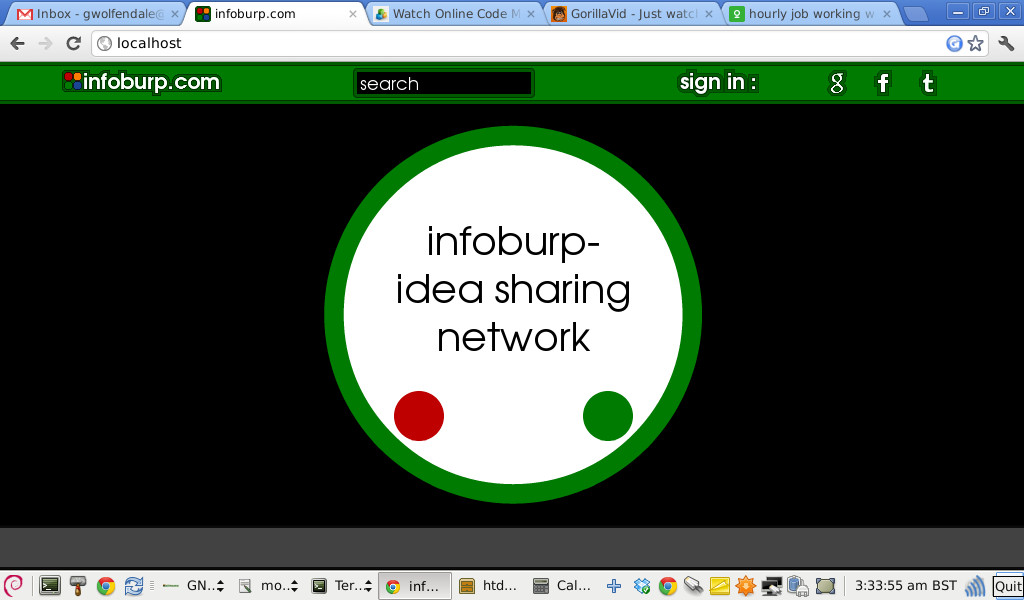 Inbox - gwolfendale@
infoburp.com
Watch Online Code M
GorillaVid - Just watc
hourly job working w
localhost
infoburp.com
search
sign in :
g
f
t
infoburp-
idea sharing
network
GN...
mo...
Ter...
inf...
htd...
Cal...
3:33:55 am BST
Quit